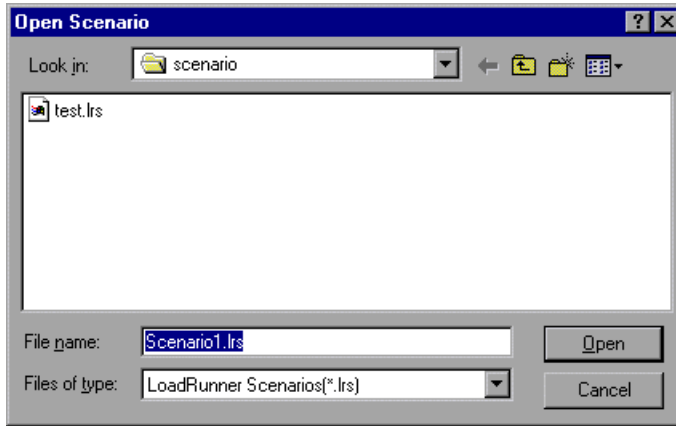 Open Scenario
Look in: scenario
test.lrs
File name: Scenario1.lrs Open
Files of type: LoadRunner Scenarios(*.lrs) Cancel